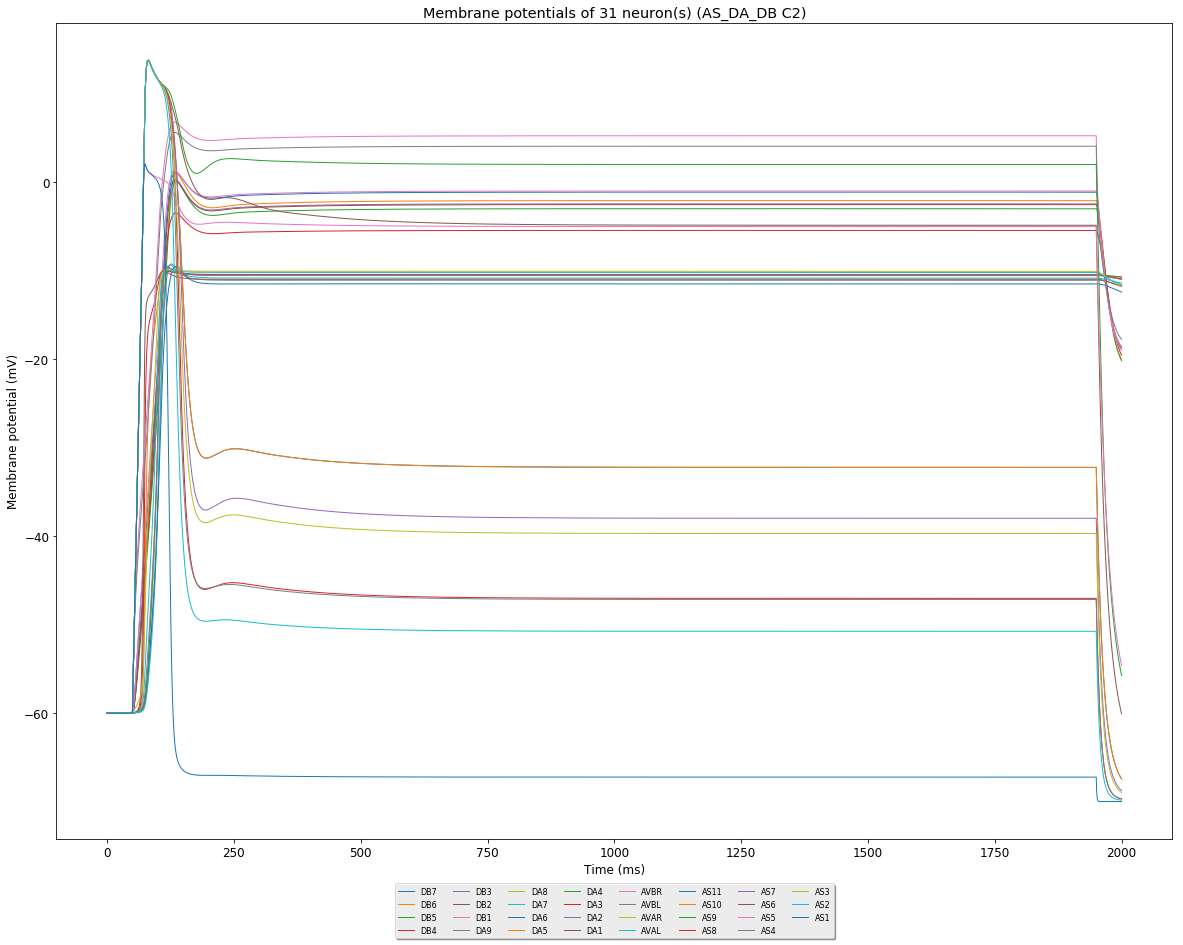 Membrane potentials of 31 neuron(s) (AS_DA_DB C2)
Membrane potential (mV)
0
−20
−40
−60
0 250 500 750 1000 1250 1500 1750 2000
Time (ms)
DB7 DB3 DA8 DA4 AVBR AS11 AS7 AS3
DB6 DB2 DA7 DA3 AVBL AS10 AS6 AS2
DB5 DB1 DA6 DA2 AVAR AS9 AS5 AS1
DB4 DA9 DA5 DA1 AVAL AS8 AS4